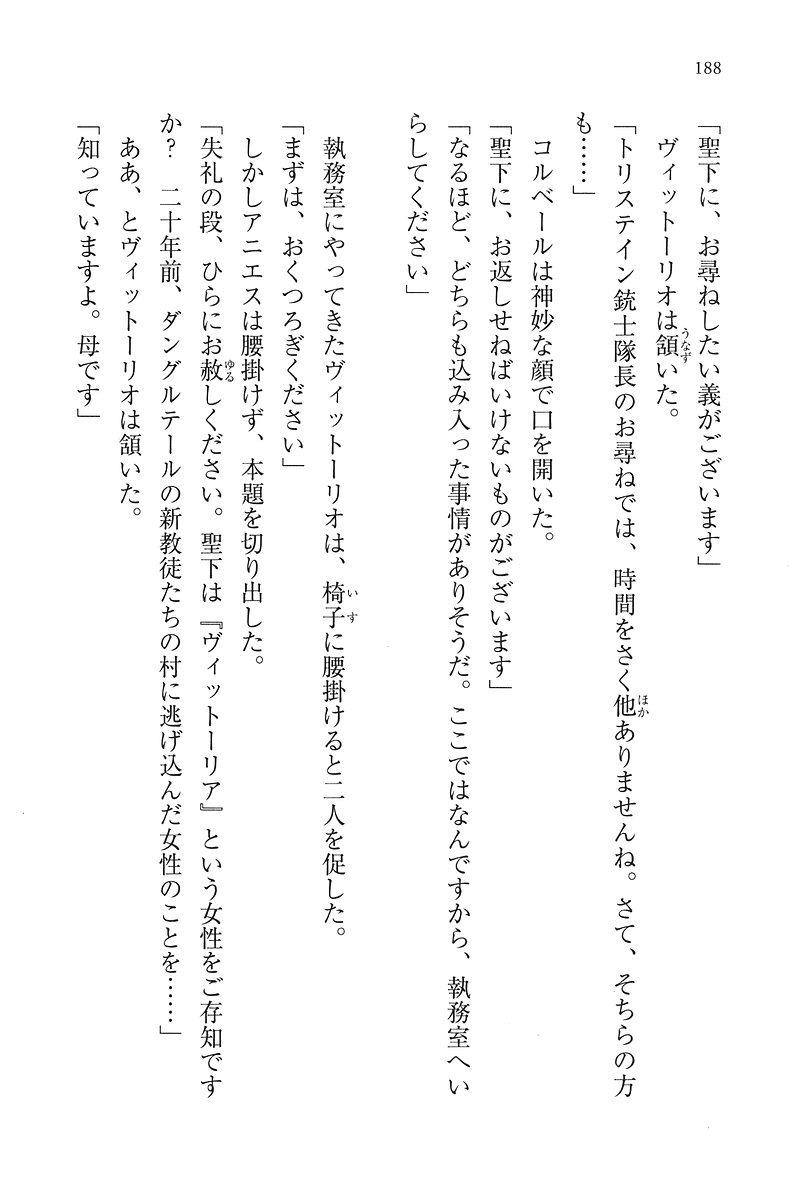 188
「聖下に、お尋ねしたい義がございます」
ヴィットーリオは頷いた。
「トリステイン銃士隊長のお尋ねでは、時間をさく他ありませんね。さて、そちらの方
も……」
コルベールは神妙な顔で口を開いた。
「聖下に、お返しせねばいけないものがございます」
「なるほど、どちらも込み入った事情がありそうだ。ここではなんですから、執務室へい
らしてください」
執務室にやってきたヴィットーリオは、椅子に腰掛けると二人を促した。
「まずは、おくつろぎください」
しかしアニエスは腰掛けず、本題を切り出した。
「失礼の段、ひらにお赦しください。聖下は『ヴィットーリア』という女性をご存知です
か？　二十年前、ダングルテールの新教徒たちの村に逃げ込んだ女性のことを……」
ああ、とヴィットーリオは頷いた。
「知っていますよ。母です」